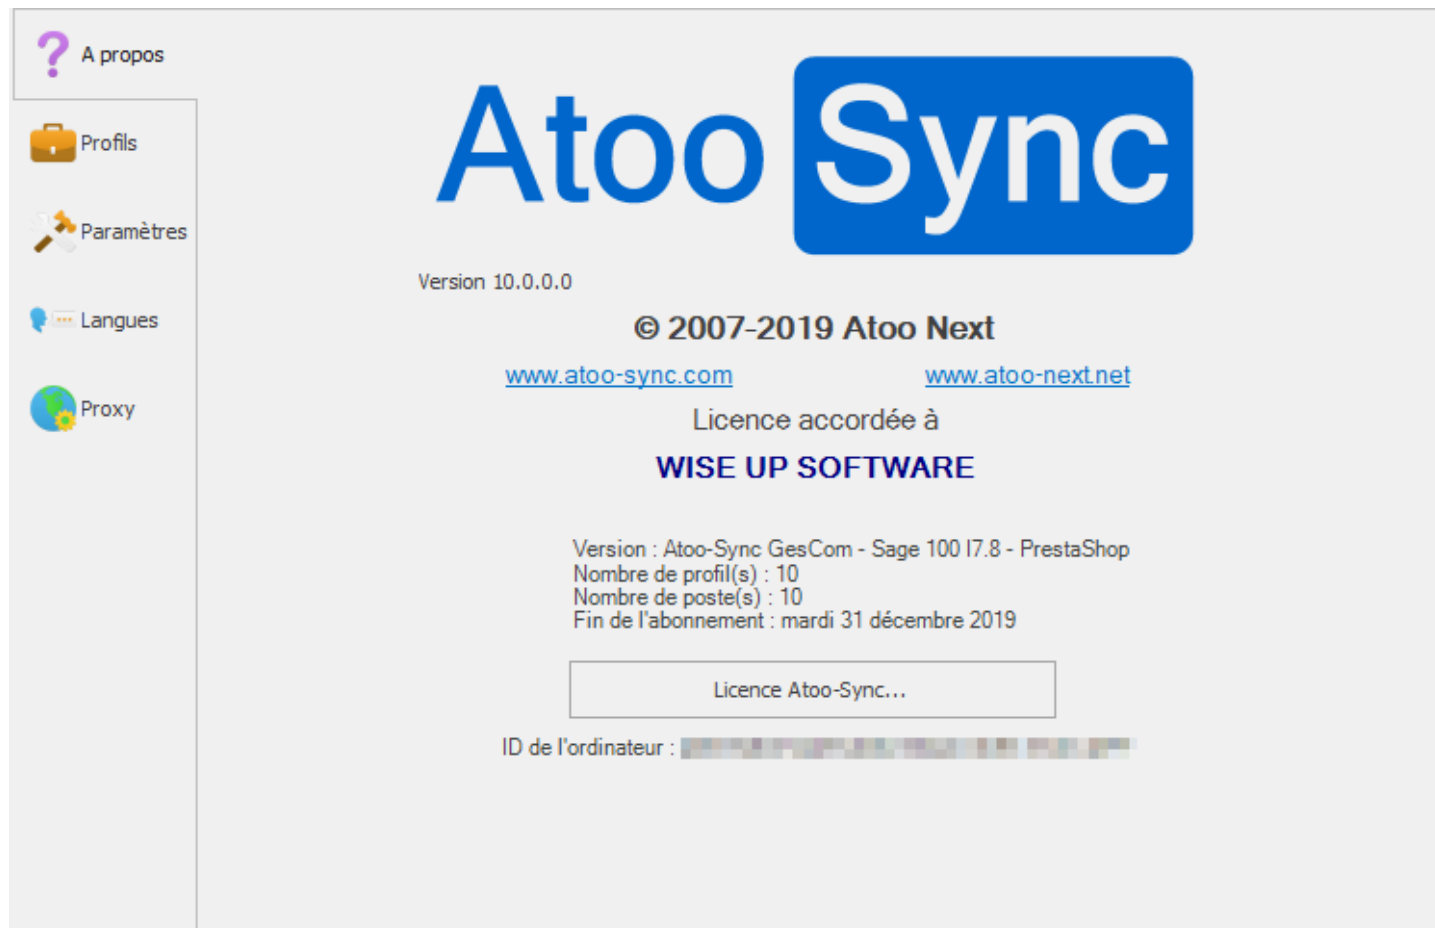 A propos
Profils
Paramètres
Langues
Proxy
Atoo Sync
Version 10.0.0.0
© 2007-2019 Atoo Next
www.atoo-sync.com www.atoo-next.net
Licence accordée à
WISE UP SOFTWARE
Version : Atoo-Sync GesCom - Sage 100 I7.8 - PrestaShop
Nombre de profil(s) : 10
Nombre de poste(s) : 10
Fin de l'abonnement : mardi 31 décembre 2019
Licence Atoo-Sync...
ID de l'ordinateur :